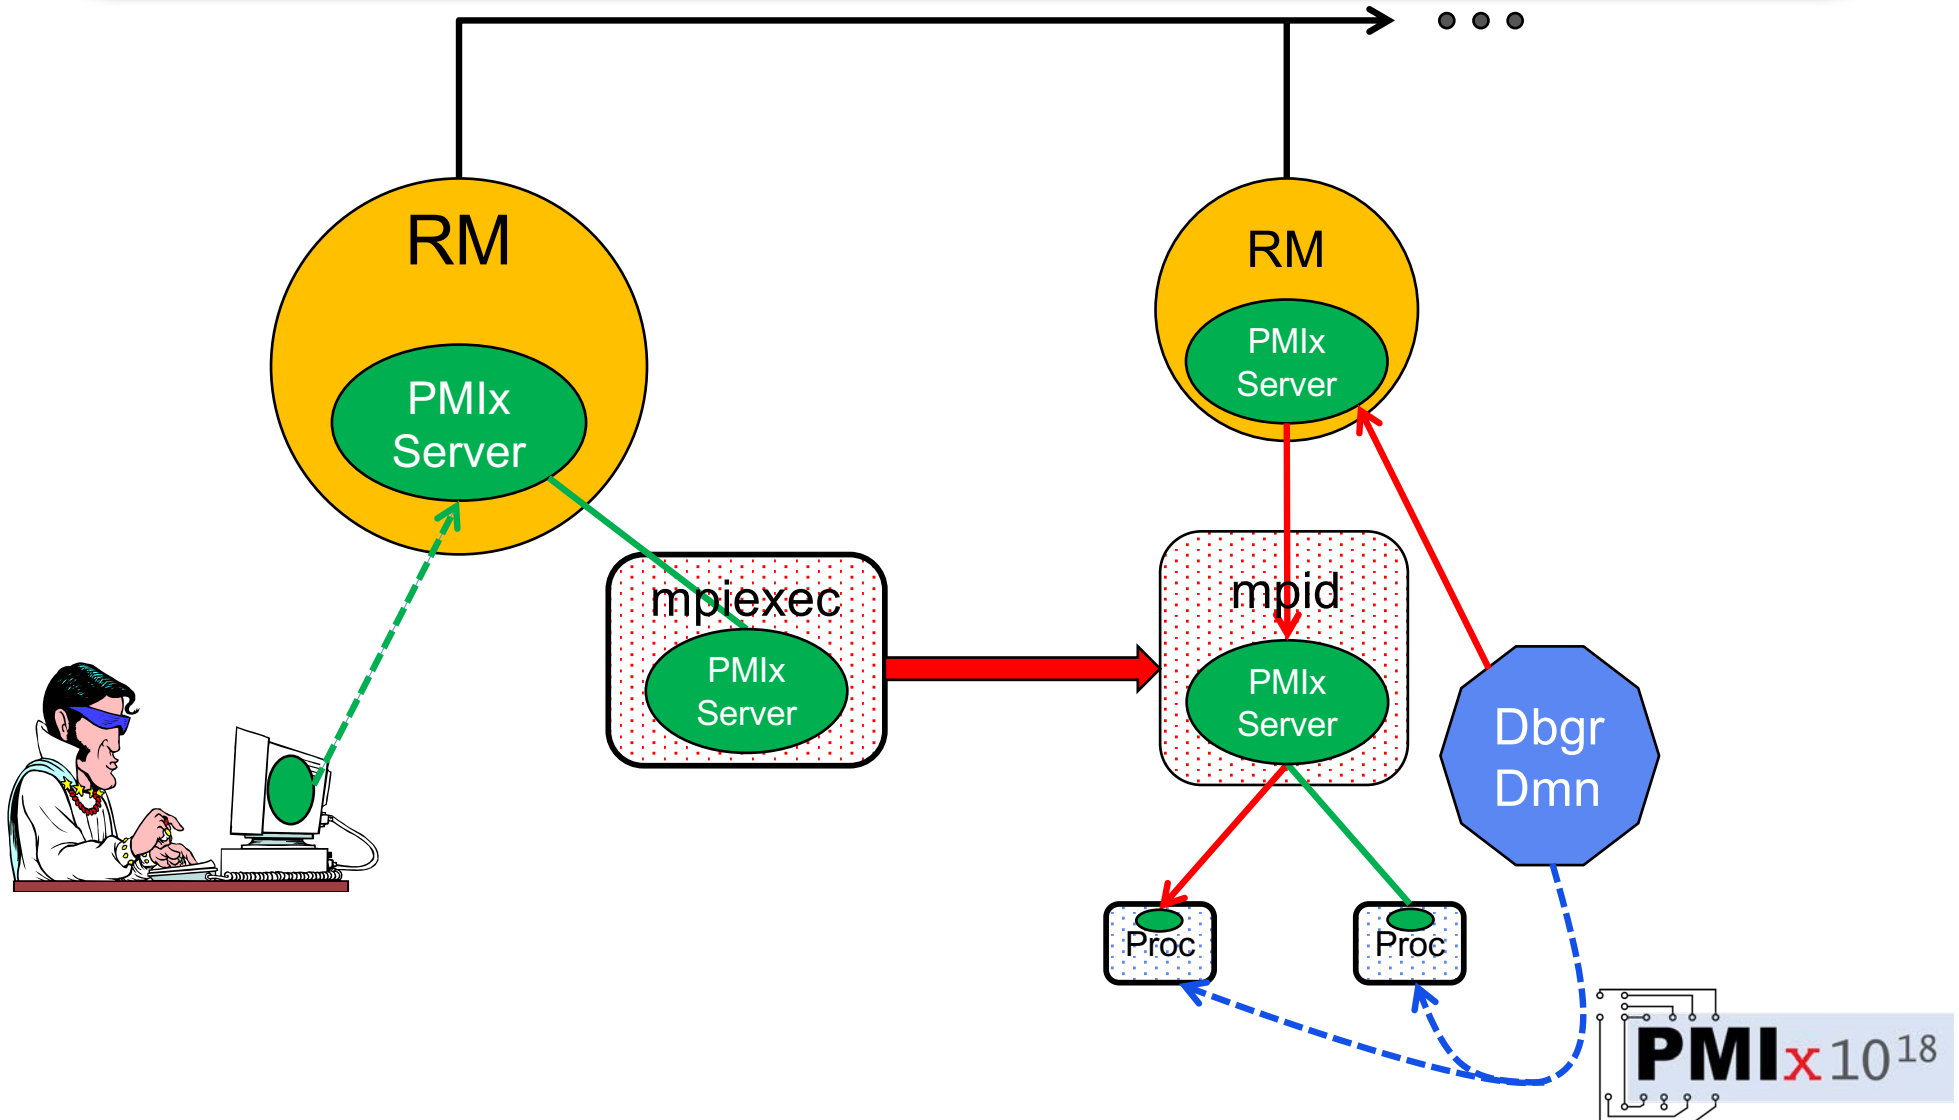 RM
PMIx
Server
RM
PMIx
Server
mpiexec
PMIx
Server
mpid
PMIx
Server
Dbgr
Dmn
Proc
Proc
PMIx10^18